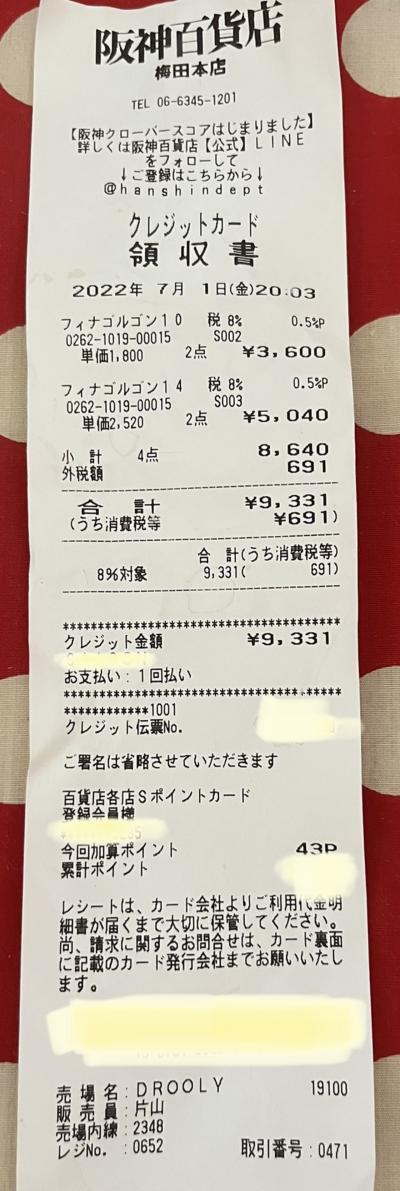 阪神百貨店
梅田本店
TEL 06-6345-1201
【阪神クローバースコアはじまりました】
詳しくは阪神百貨店【公式】LINE
をフォローして
↓ご登録はこちらから↓
@hanshindept
クレジットカード
領収書
2022年 7月 1日(金)20:03
フィナゴルゴン10 税 8% 0.5%P
0262-1019-00015 S002
単価1,800 2点 ¥3,600
フィナゴルゴン14 税 8% 0.5%P
0262-1019-00015 S003
単価2,520 2点 ¥5,040
小 計 4点 8,640
外税額 691
合 計 ¥9,331
(うち消費税等 ¥691)
合 計(うち消費税等)
8%対象 9,331( 691)
****************************************
クレジット金額 ¥9,331
お支払い:1回払い
****************************************
************1001
クレジット伝票No.
ご署名は省略させていただきます
百貨店各店Sポイントカード
登録会員様
今回加算ポイント 43P
累計ポイント
レシートは、カード会社よりご利用代金明
細書が届くまで大切に保管してください。
尚、請求に関するお問合せは、カード裏面
に記載のカード発行会社までお願いいたし
ます。
売 場 名:DROOLY 19100
販 売 員:片山
売場内線:2348
レジNo. :0652 取引番号:0471